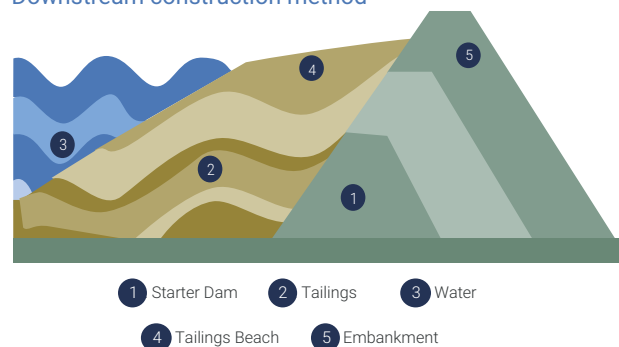 Downstream construction method
5
4
3
2
1
1 Starter Dam 2 Tailings 3 Water
4 Tailings Beach 5 Embankment